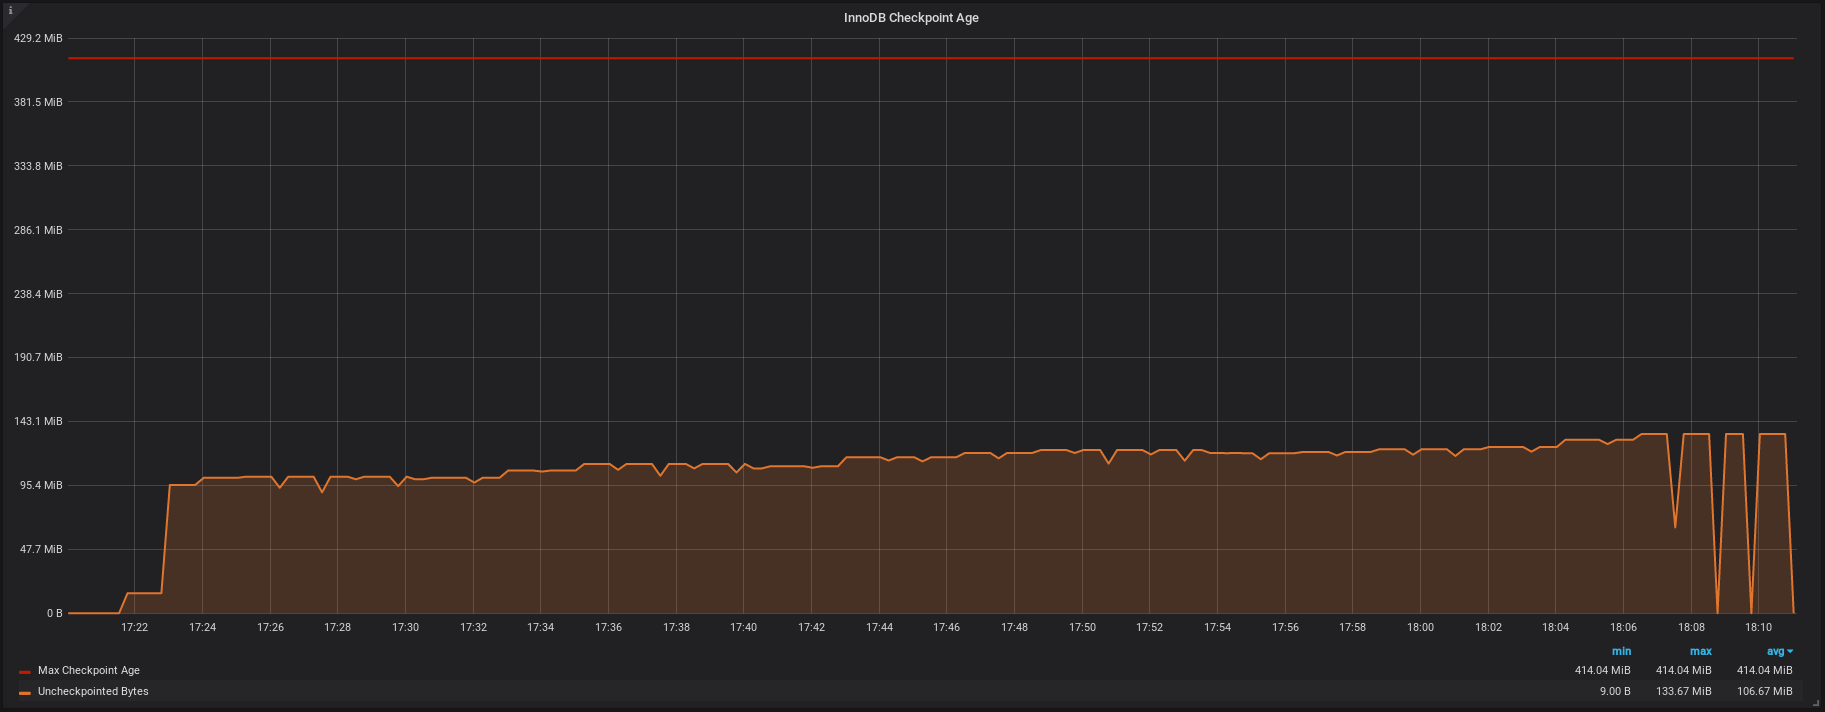 i
InnoDB Checkpoint Age
429.2 MiB
381.5 MiB
333.8 MiB
286.1 MiB
238.4 MiB
190.7 MiB
143.1 MiB
95.4 MiB
47.7 MiB
0 B
17:22 17:24 17:26 17:28 17:30 17:32 17:34 17:36 17:38 17:40 17:42 17:44 17:46 17:48 17:50 17:52 17:54 17:56 17:58 18:00 18:02 18:04 18:06 18:08 18:10
min max avg
Max Checkpoint Age 414.04 MiB 414.04 MiB 414.04 MiB
Uncheckpointed Bytes 9.00 B 133.67 MiB 106.67 MiB